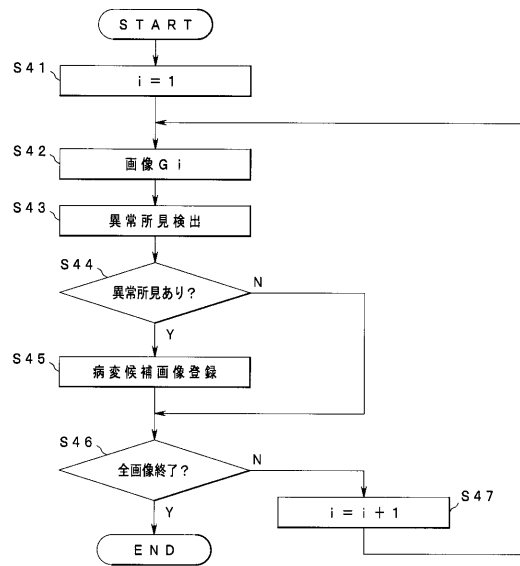 START
S41
i = 1
S42
画像Gi
S43
異常所見検出
S44
異常所見あり?
N
Y
S45
病変候補画像登録
S46
全画像終了?
N
Y
S47
i = i + 1
END